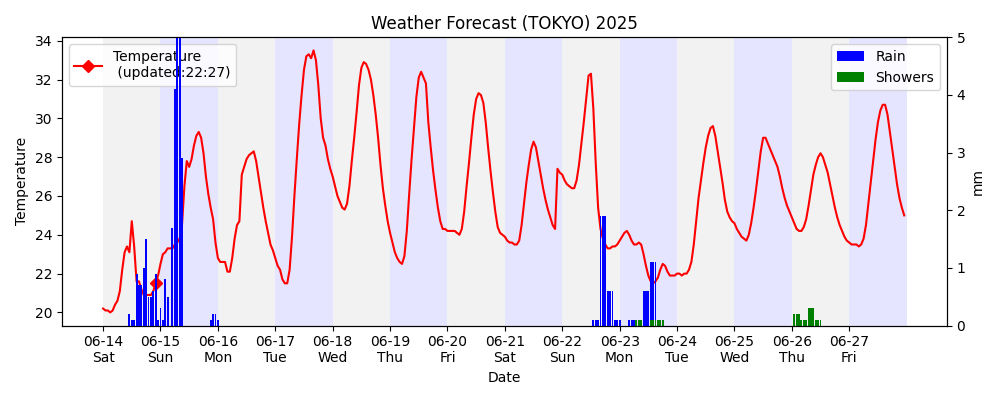 Weather Forecast (TOKYO) 2025
Temperature
(updated:22:27)
Rain
Showers
34
32
30
28
26
24
22
20
Temperature
5
4
3
2
1
0
mm
06-14 06-15 06-16 06-17 06-18 06-19 06-20 06-21 06-22 06-23 06-24 06-25 06-26 06-27
Sat Sun Mon Tue Wed Thu Fri Sat Sun Mon Tue Wed Thu Fri
Date